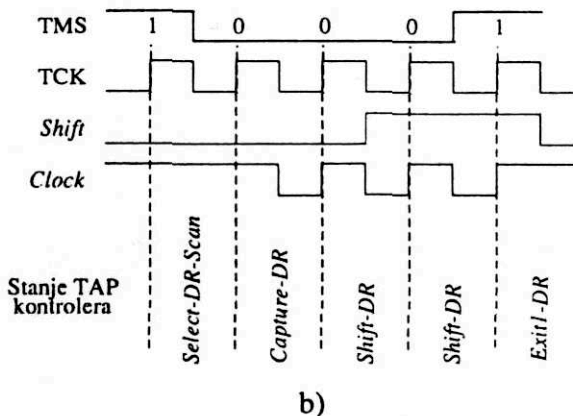 TMS
1 0 0 0 1
TCK
Shift
Clock
Stanje TAP
kontrolera
Select-DR-Scan
Capture-DR
Shift-DR
Shift-DR
Exit1-DR
b)